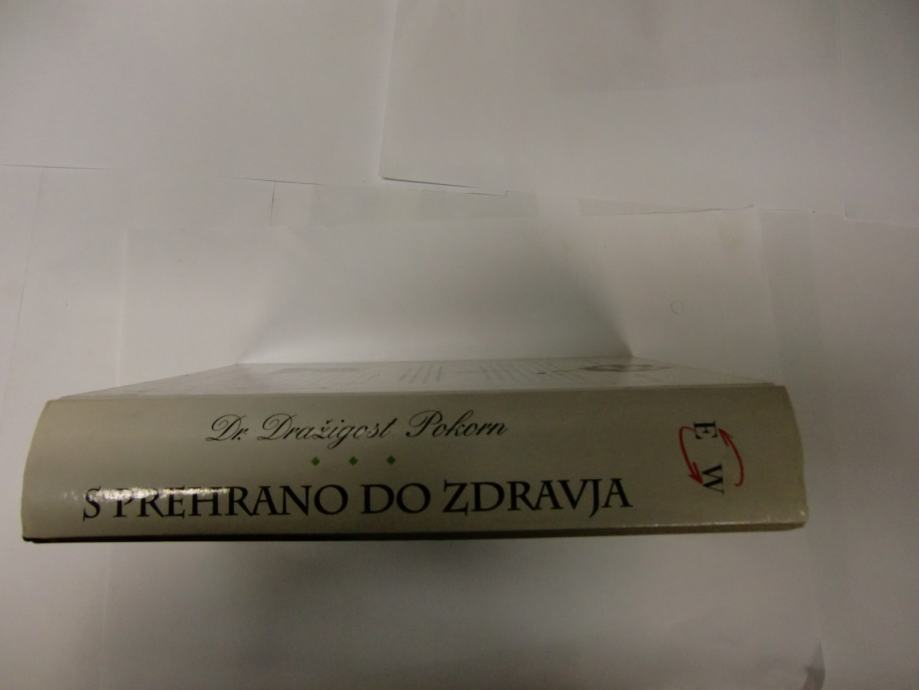 Dr. Dražigost Pokorn
S PREHRANO DO ZDRAVJA
E W